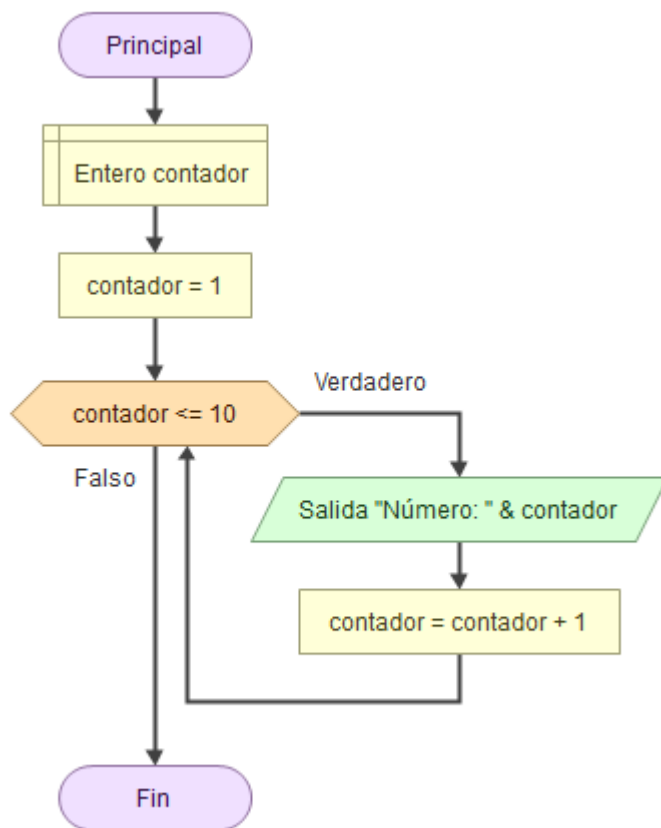 Principal
Entero contador
contador = 1
contador <= 10
Verdadero
Falso
Salida "Número: " & contador
contador = contador + 1
Fin